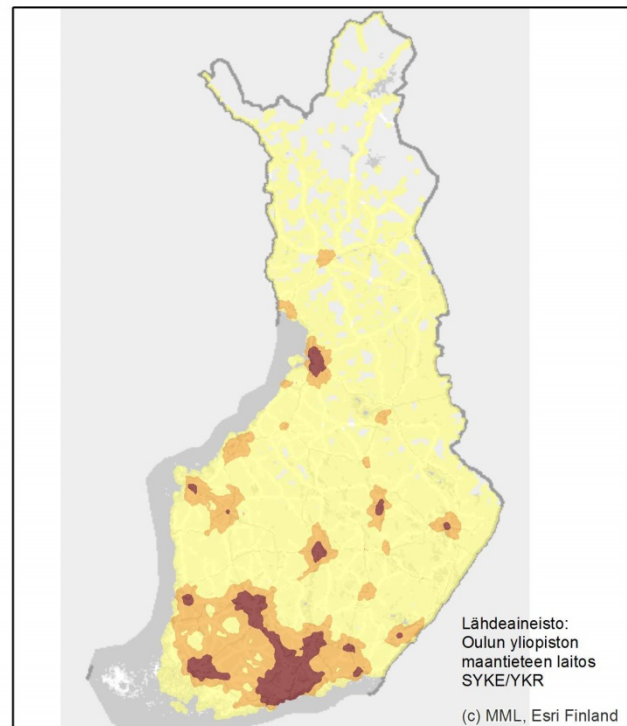 Lähdeaineisto:
Oulun yliopiston
maantieteen laitos
SYKE/YKR
(c) MML, Esri Finland